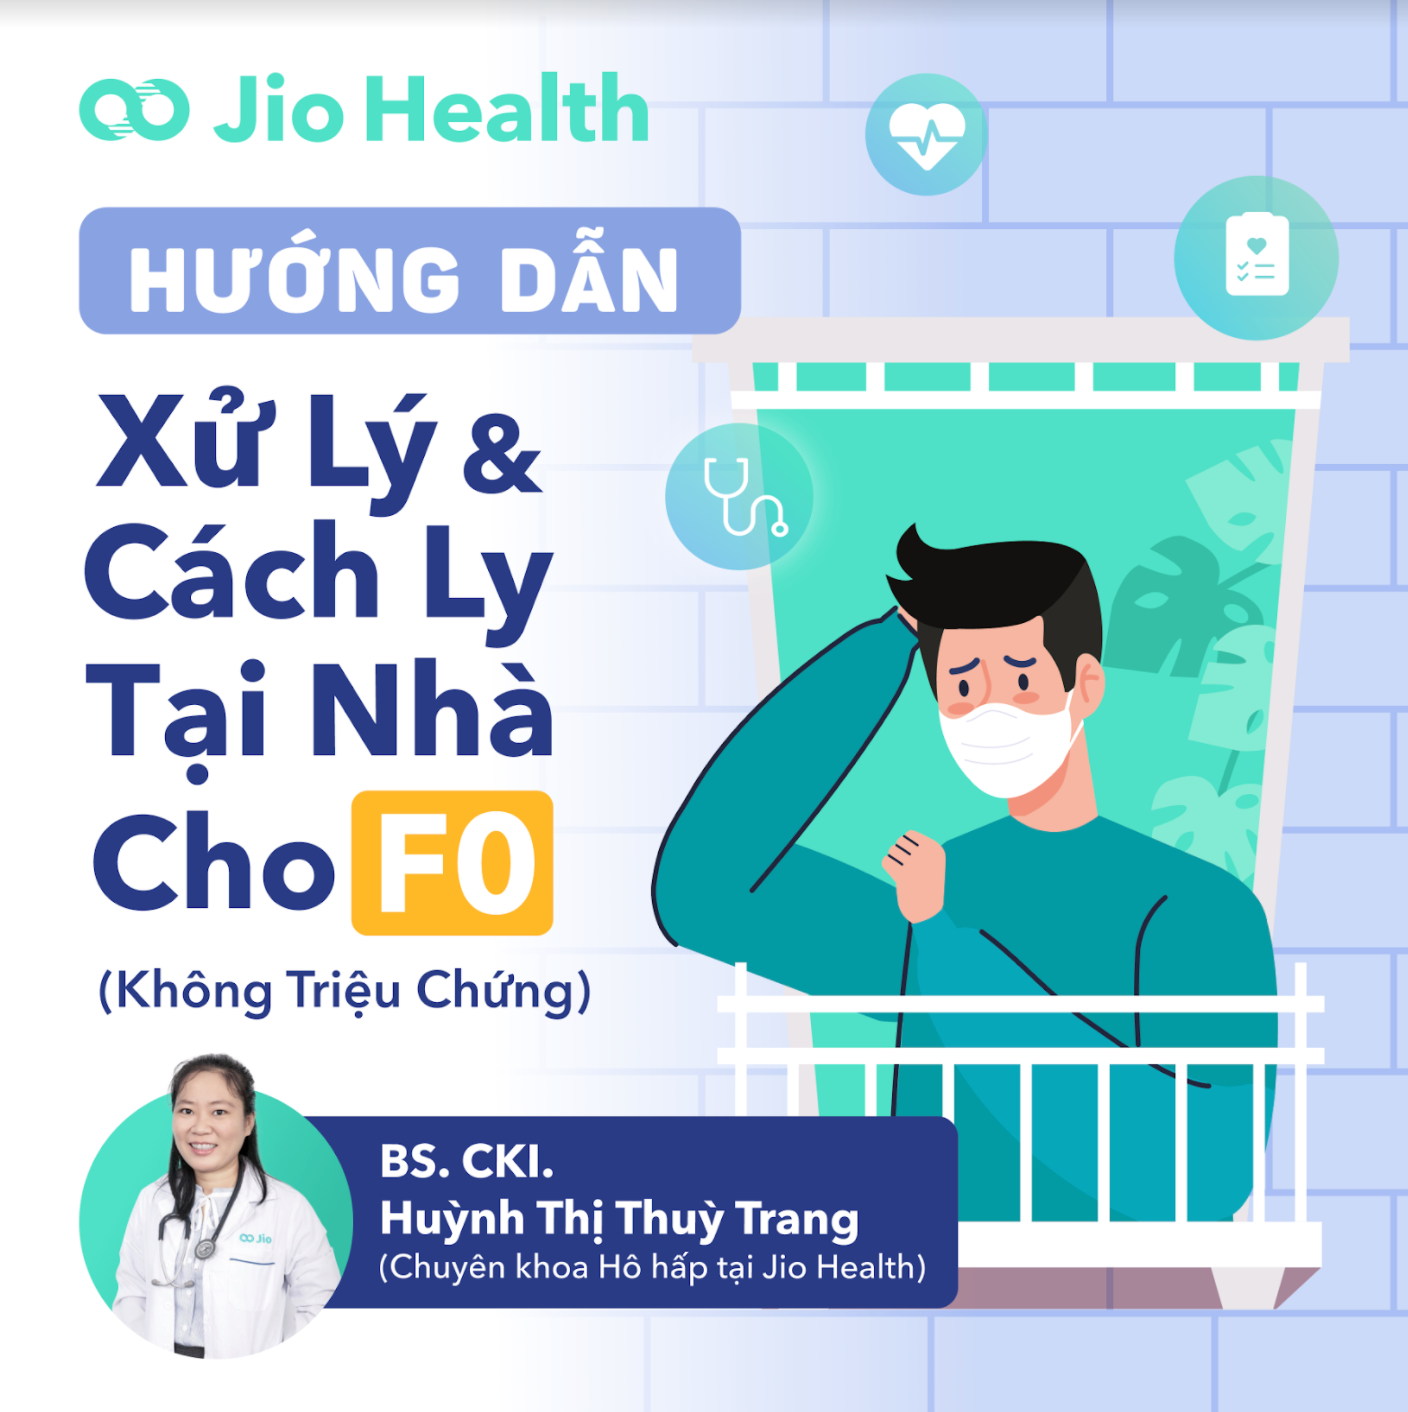 Jio Health
HƯỚNG DẪN
Xử Lý &
Cách Ly
Tại Nhà
Cho F0
(Không Triệu Chứng)
BS. CKI.
Huỳnh Thị Thuỳ Trang
(Chuyên khoa Hô hấp tại Jio Health)
Jio